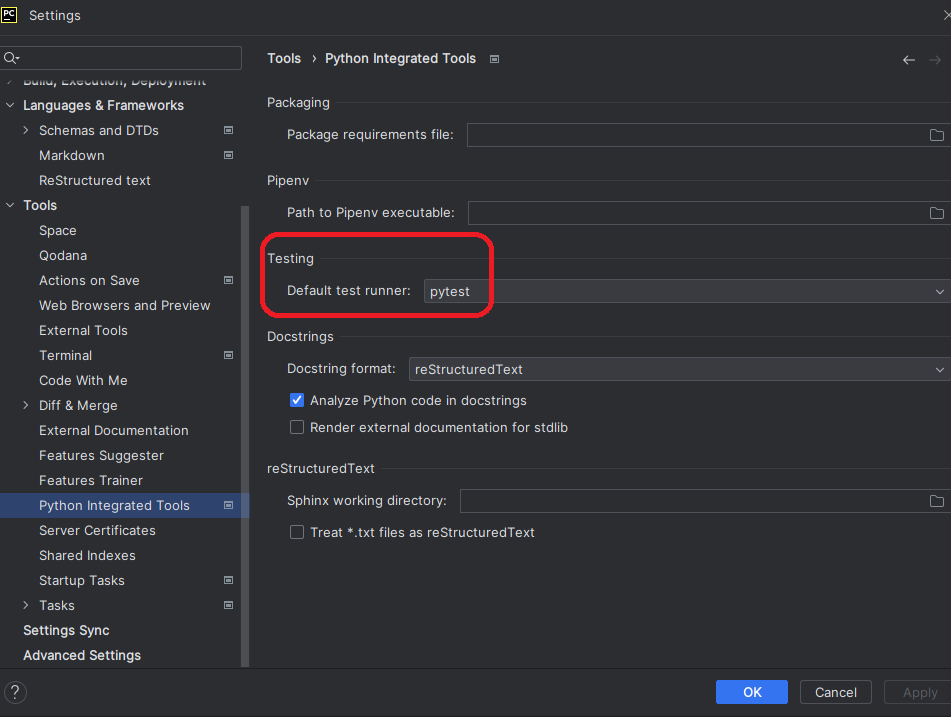 PC Settings
Build, Execution, Deployment
Languages & Frameworks
Schemas and DTDs
Markdown
ReStructured text
Tools
Space
Qodana
Actions on Save
Web Browsers and Preview
External Tools
Terminal
Code With Me
Diff & Merge
External Documentation
Features Suggester
Features Trainer
Python Integrated Tools
Server Certificates
Shared Indexes
Startup Tasks
Tasks
Settings Sync
Advanced Settings
Tools › Python Integrated Tools
Packaging
Package requirements file:
Pipenv
Path to Pipenv executable:
Testing
Default test runner: pytest
Docstrings
Docstring format: reStructuredText
Analyze Python code in docstrings
Render external documentation for stdlib
reStructuredText
Sphinx working directory:
Treat *.txt files as reStructuredText
? OK Cancel Apply